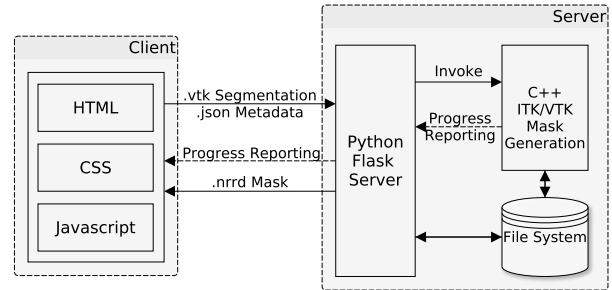 Client
HTML
CSS
Javascript
.vtk Segmentation
.json Metadata
Progress Reporting
.nrrd Mask
Server
Python
Flask
Server
Invoke
Progress
Reporting
C++
ITK/VTK
Mask
Generation
File System